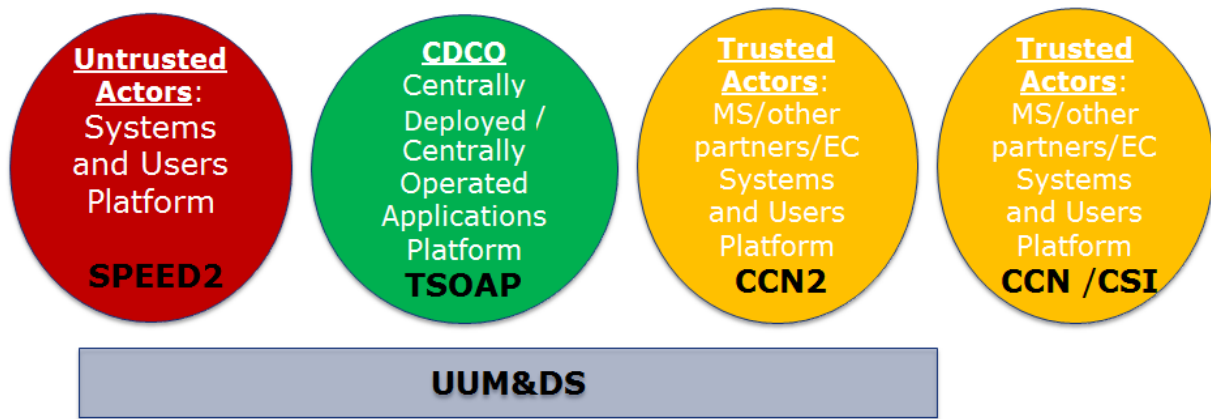 Untrusted
Actors:
Systems
and Users
Platform
SPEED2
CDCO
Centrally
Deployed /
Centrally
Operated
Applications
Platform
TSOAP
Trusted
Actors:
MS/other
partners/EC
Systems
and Users
Platform
CCN2
Trusted
Actors:
MS/other
partners/EC
Systems
and Users
Platform
CCN /CSI
UUM&DS